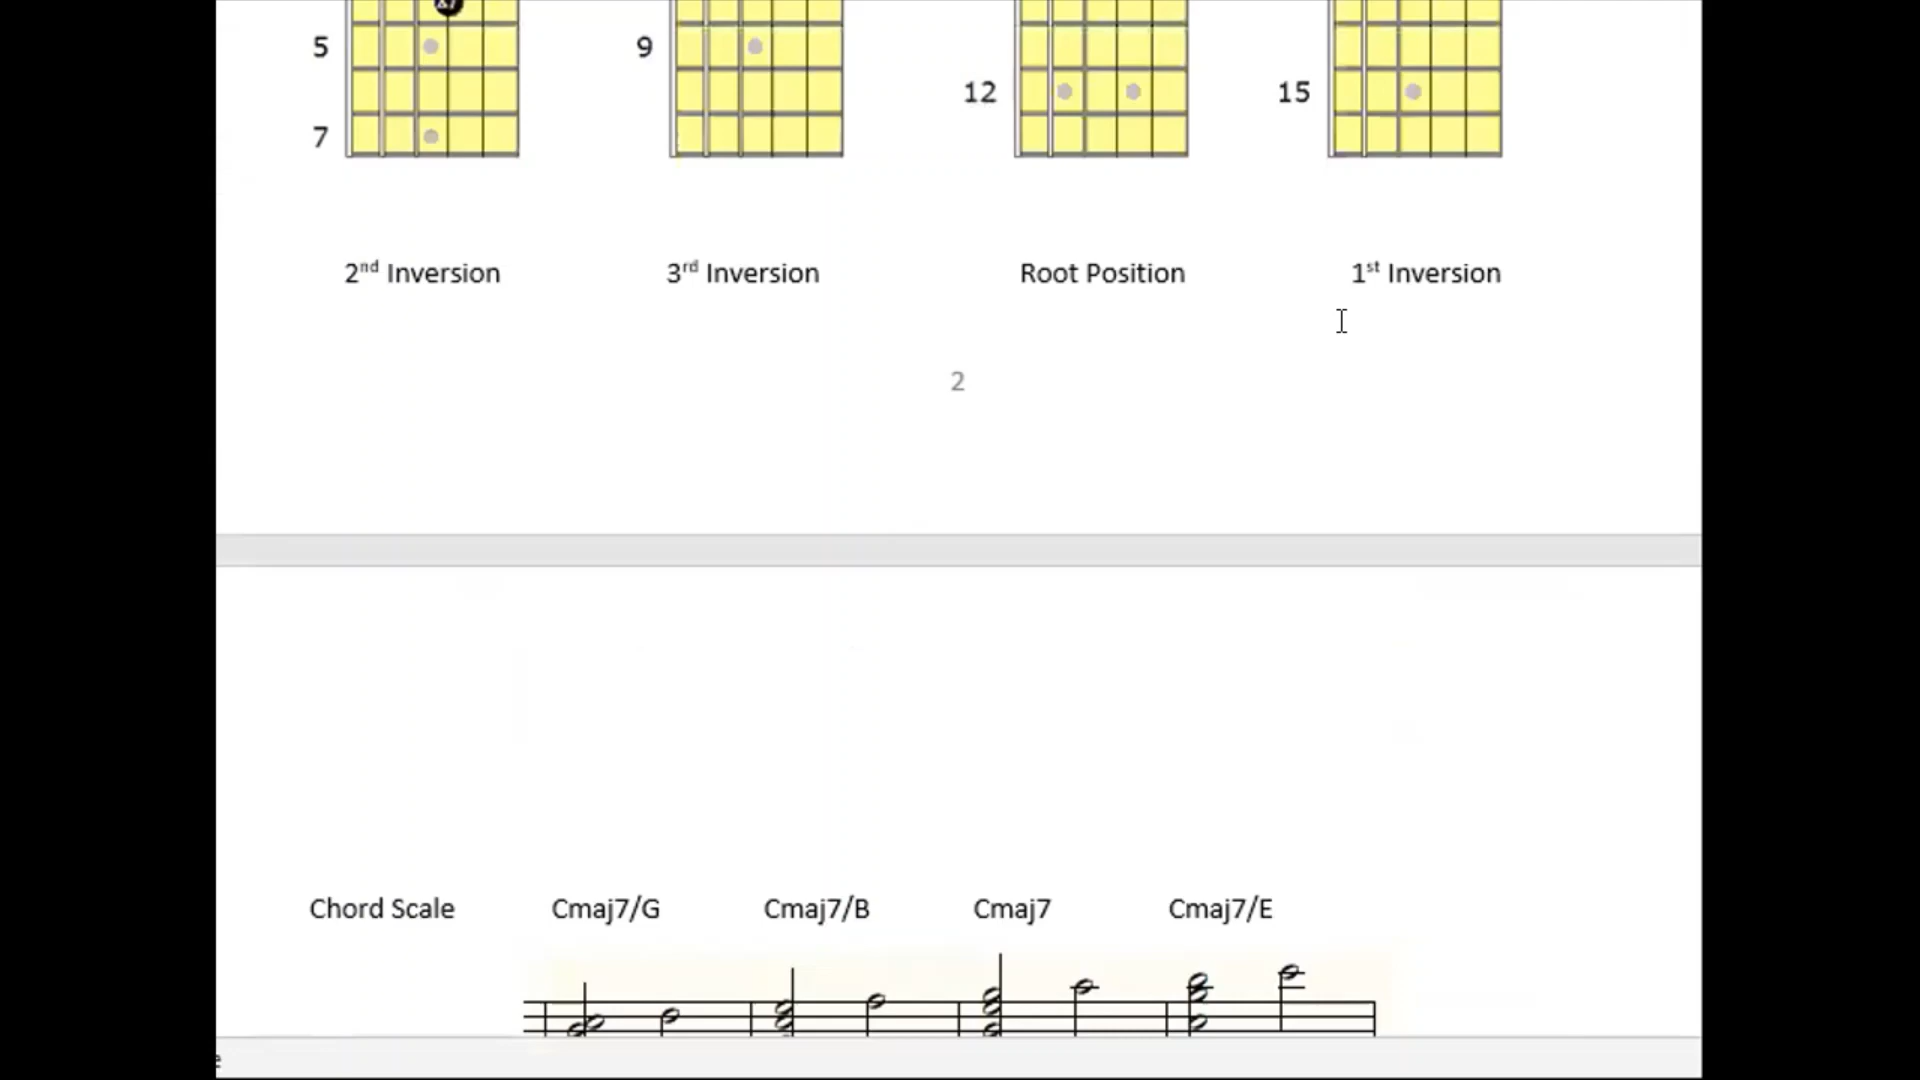 5 9
12 15
7
2nd Inversion 3rd Inversion Root Position 1st Inversion
2
Chord Scale Cmaj7/G Cmaj7/B Cmaj7 Cmaj7/E